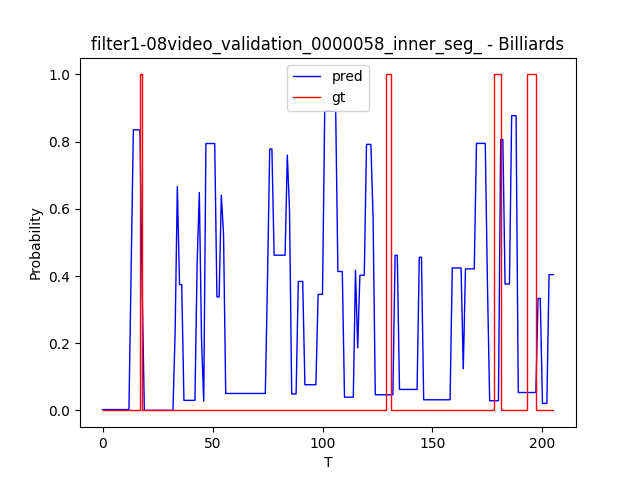 filter1-08video_validation_0000058_inner_seg_ - Billiards
pred
gt
1.0
0.8
0.6
0.4
0.2
0.0
Probability
0
50
100
150
200
T